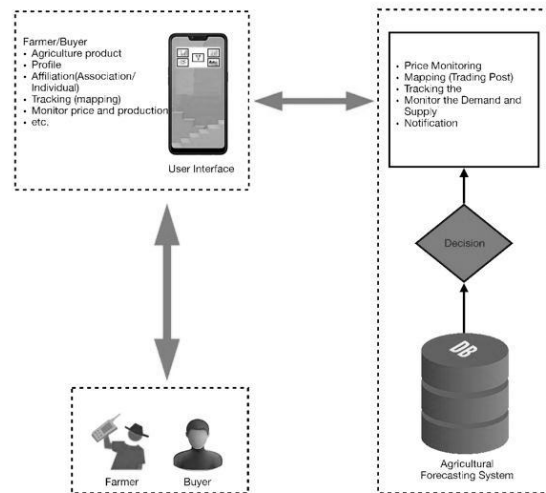 Farmer/Buyer
• Agriculture product
• Profile
• Affiliation(Association/
Individual)
• Tracking (mapping)
• Monitor price and production
• etc.
User Interface
• Price Monitoring
• Mapping (Trading Post)
• Tracking the
• Monitor the Demand and
Supply
• Notification
Decision
DB
Agricultural
Forecasting System
Farmer
Buyer